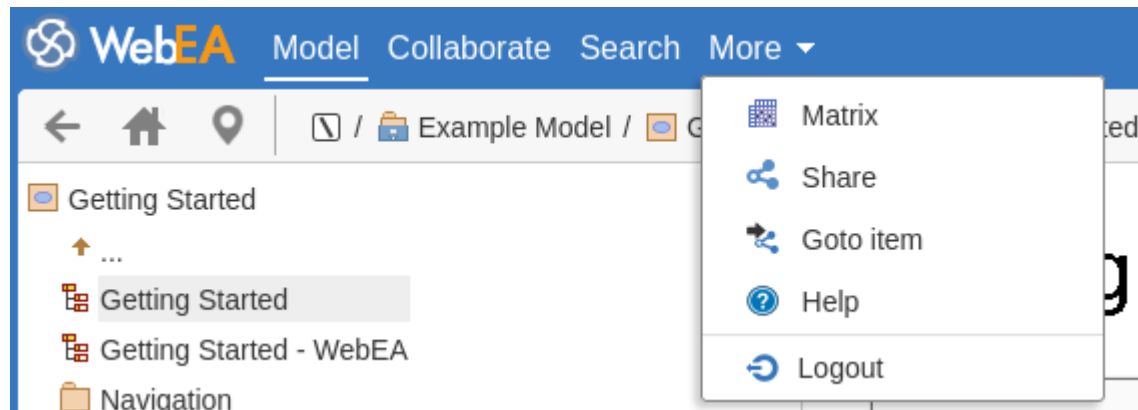 WebEA Model Collaborate Search More
/ Example Model / G
Matrix
Share
Goto item
Help
Logout
Getting Started
...
Getting Started
Getting Started - WebEA
Navigation